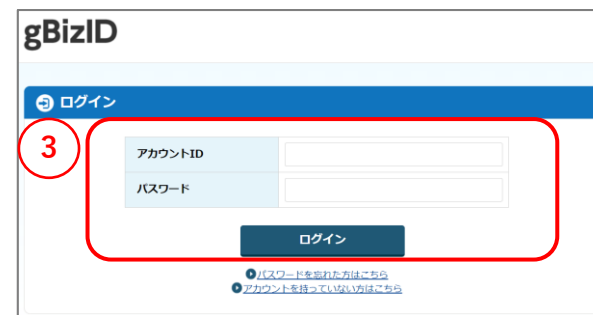 gBizID
ログイン
3
アカウントID
パスワード
ログイン
パスワードを忘れた方はこちら
アカウントを持っていない方はこちら